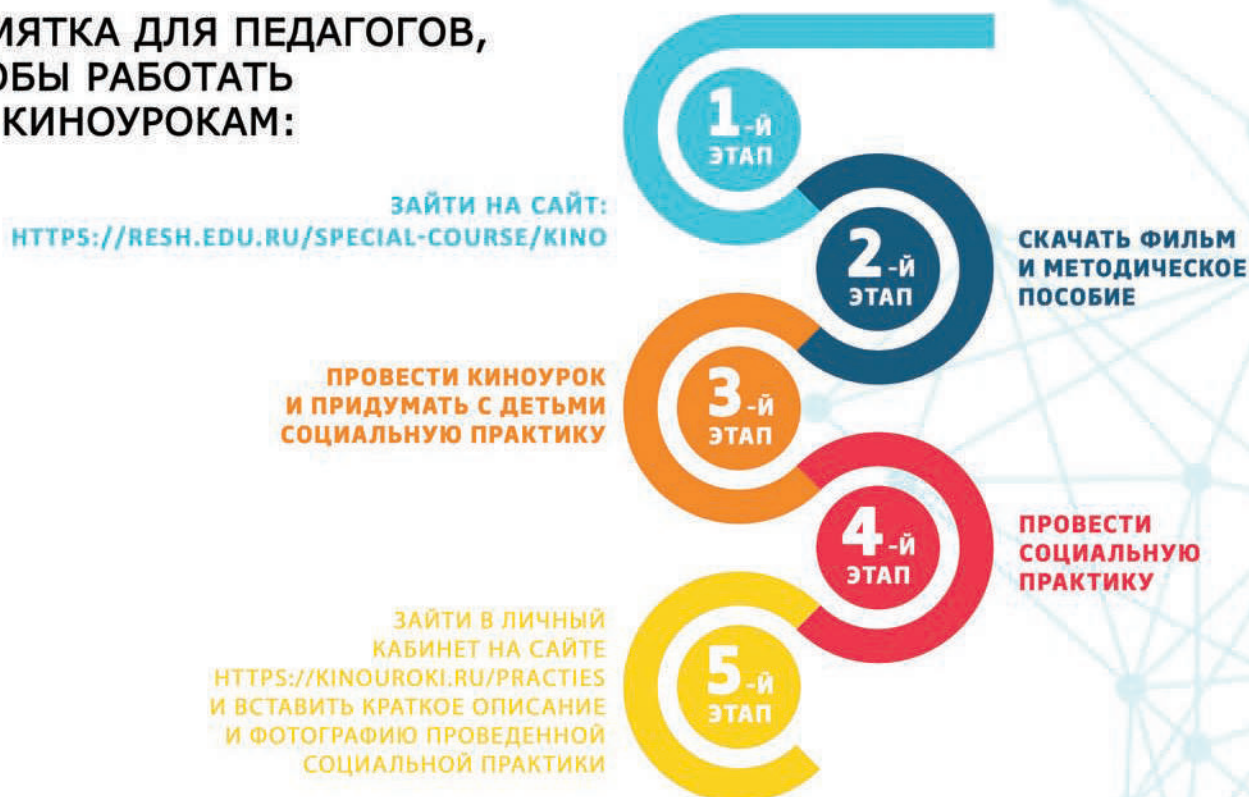 МЯТКА ДЛЯ ПЕДАГОГОВ,
ОБЫ РАБОТАТЬ
КИНОУРОКАМ:
1-й
ЭТАП
ЗАЙТИ НА САЙТ:
HTTPS://RESH.EDU.RU/SPECIAL-COURSE/KINO
2-й
ЭТАП
СКАЧАТЬ ФИЛЬМ
И МЕТОДИЧЕСКОЕ
ПОСОБИЕ
3-й
ЭТАП
ПРОВЕСТИ КИНОУРОК
И ПРИДУМАТЬ С ДЕТЬМИ
СОЦИАЛЬНУЮ ПРАКТИКУ
4-й
ЭТАП
ПРОВЕСТИ
СОЦИАЛЬНУЮ
ПРАКТИКУ
5-й
ЭТАП
ЗАЙТИ В ЛИЧНЫЙ
КАБИНЕТ НА САЙТЕ
HTTPS://KINOUROKI.RU/PRACTIES
И ВСТАВИТЬ КРАТКОЕ ОПИСАНИЕ
И ФОТОГРАФИЮ ПРОВЕДЕННОЙ
СОЦИАЛЬНОЙ ПРАКТИКИ